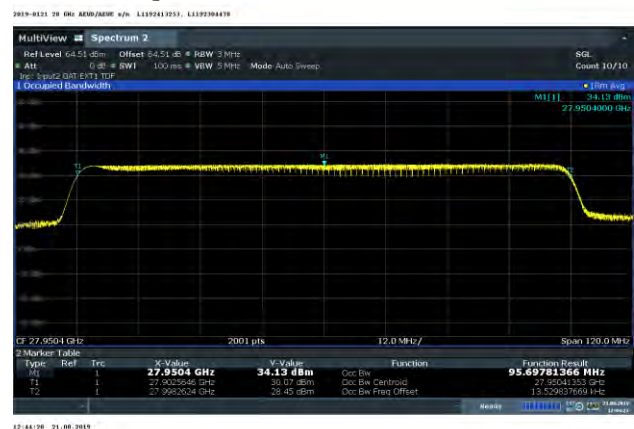 2019-0121 28 GHz AEUD/AEWE s/n L1192413253, L1192304470
MultiView Spectrum 2
Ref Level 64.51 dBm Offset 64.51 dB RBW 3 MHz
SGL
Att 0 dB SWT 100 ms VBW 5 MHz Mode Auto Sweep
Count 10/10
1 Occupied Bandwidth
1Rm Avg
M1[1] 34.13 dBm
27.9504000 GHz
M1
T1
T2
CF 27.9504 GHz 2001 pts 12.0 MHz/ Span 120.0 MHz
2 Marker Table
Type Ref Trc X-Value Y-Value Function Function Result
M1 1 27.9504 GHz 34.13 dBm Occ Bw 95.69781366 MHz
T1 1 27.9025646 GHz 30.07 dBm Occ Bw Centroid 27.95041353 GHz
T2 1 27.9982624 GHz 28.45 dBm Occ Bw Freq Offset 13.529837669 kHz
Ready
12:44:20 21.08.2019